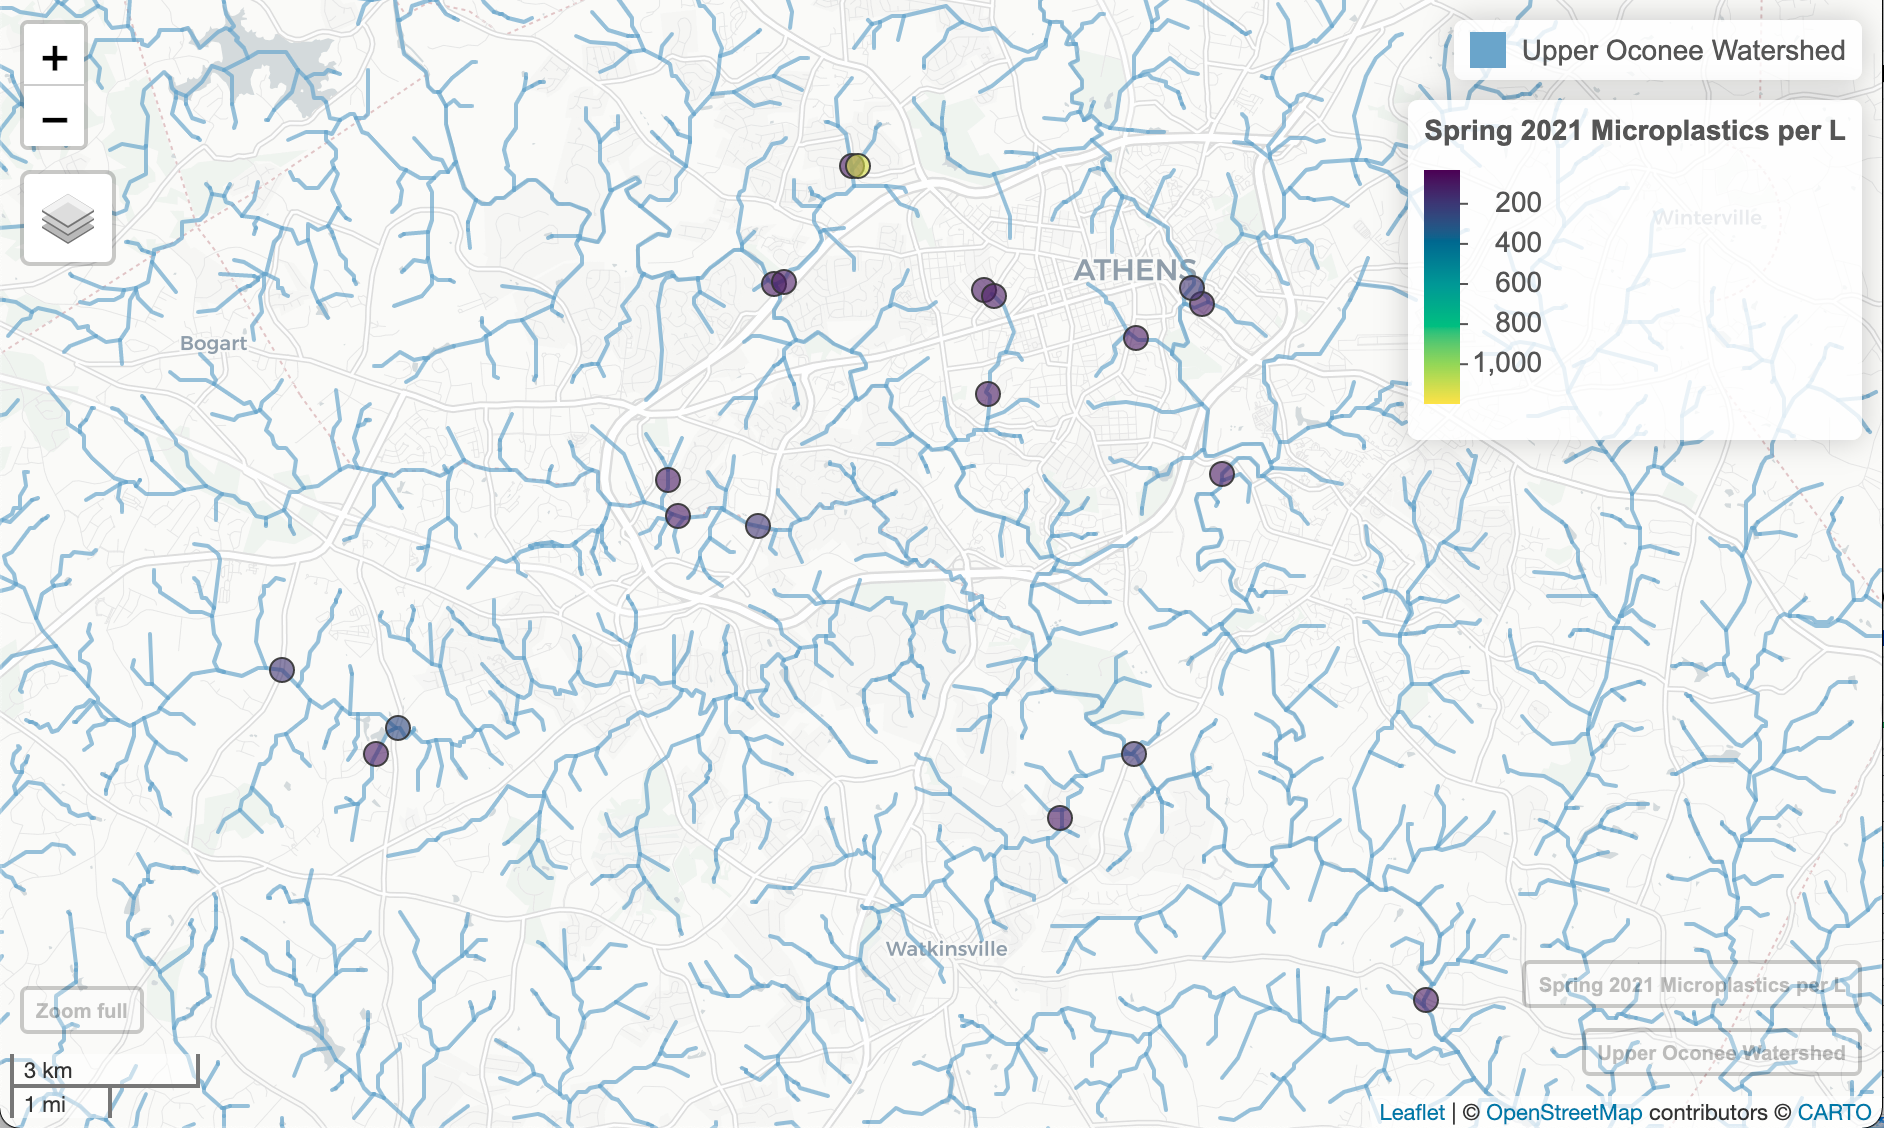 +
−
Upper Oconee Watershed
Spring 2021 Microplastics per L
200
400
600
800
1,000
Winterville
ATHENS
Bogart
Watkinsville
Spring 2021 Microplastics per L
Upper Oconee Watershed
Zoom full
3 km
1 mi
Leaflet | © OpenStreetMap contributors © CARTO